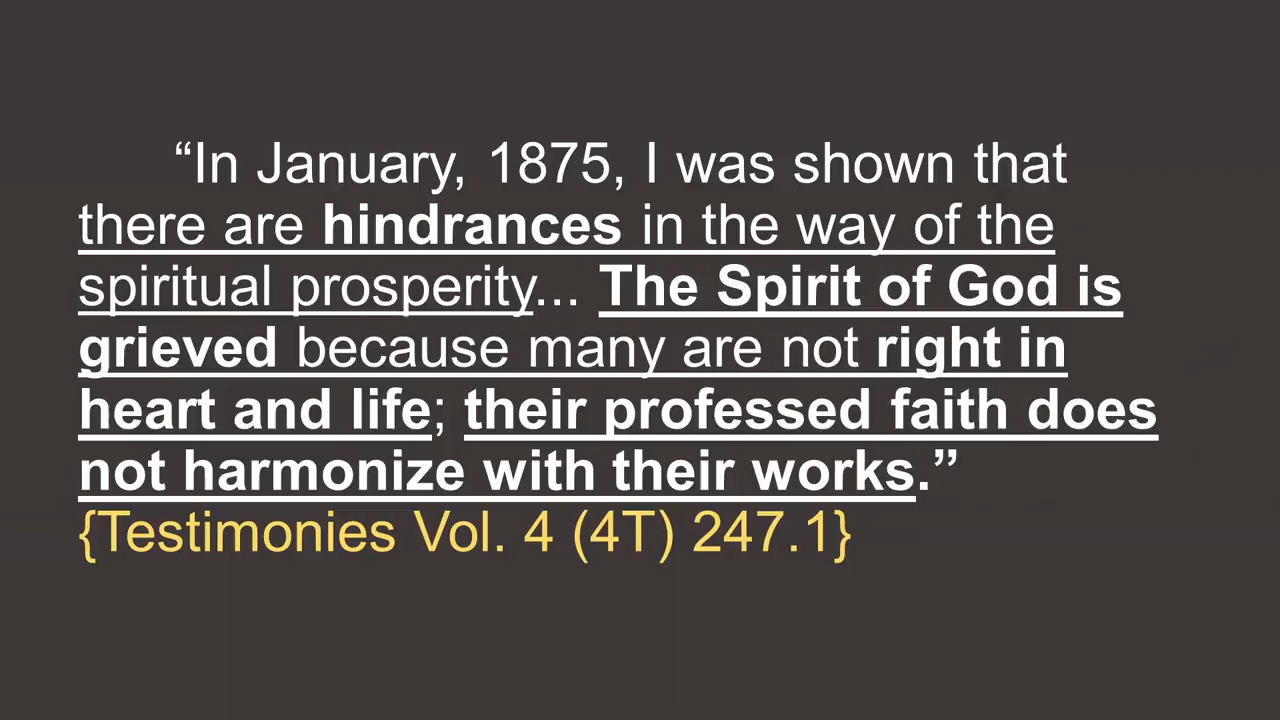 “In January, 1875, I was shown that
there are hindrances in the way of the
spiritual prosperity... The Spirit of God is
grieved because many are not right in
heart and life; their professed faith does
not harmonize with their works.”
{Testimonies Vol. 4 (4T) 247.1}